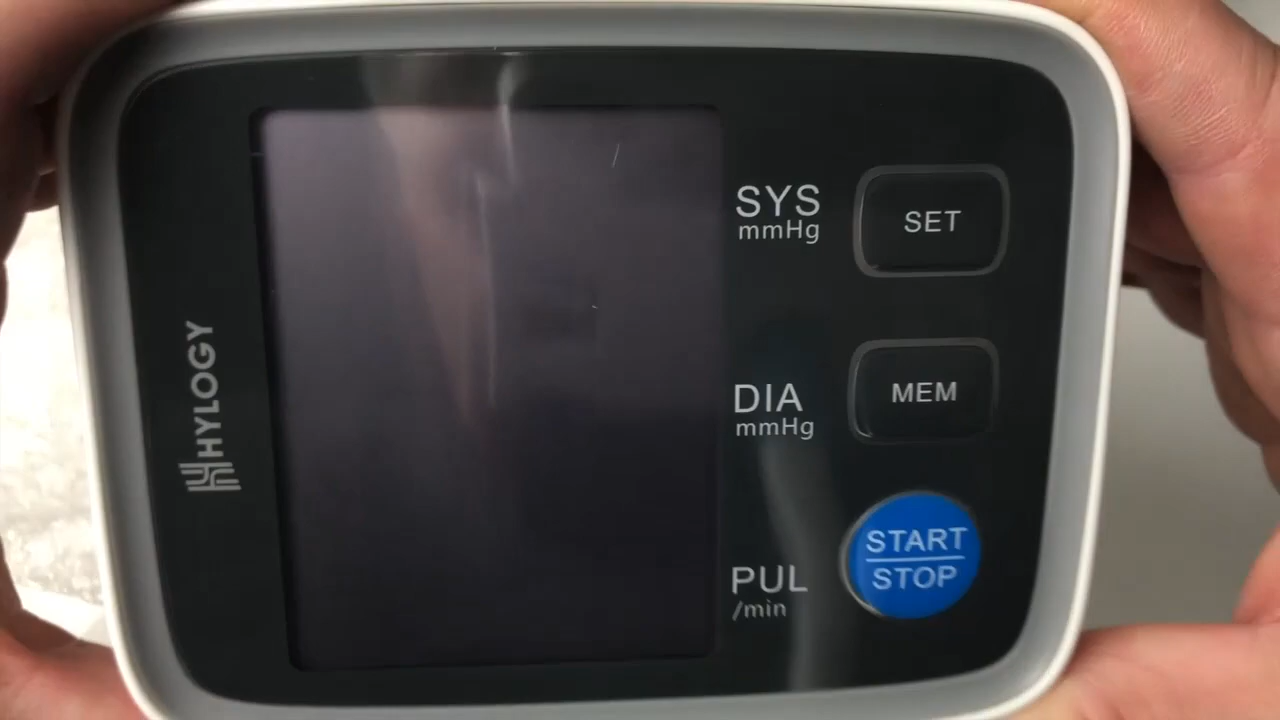 HYLOGY
SYS
mmHg
SET
DIA
mmHg
MEM
PUL
/min
START
STOP